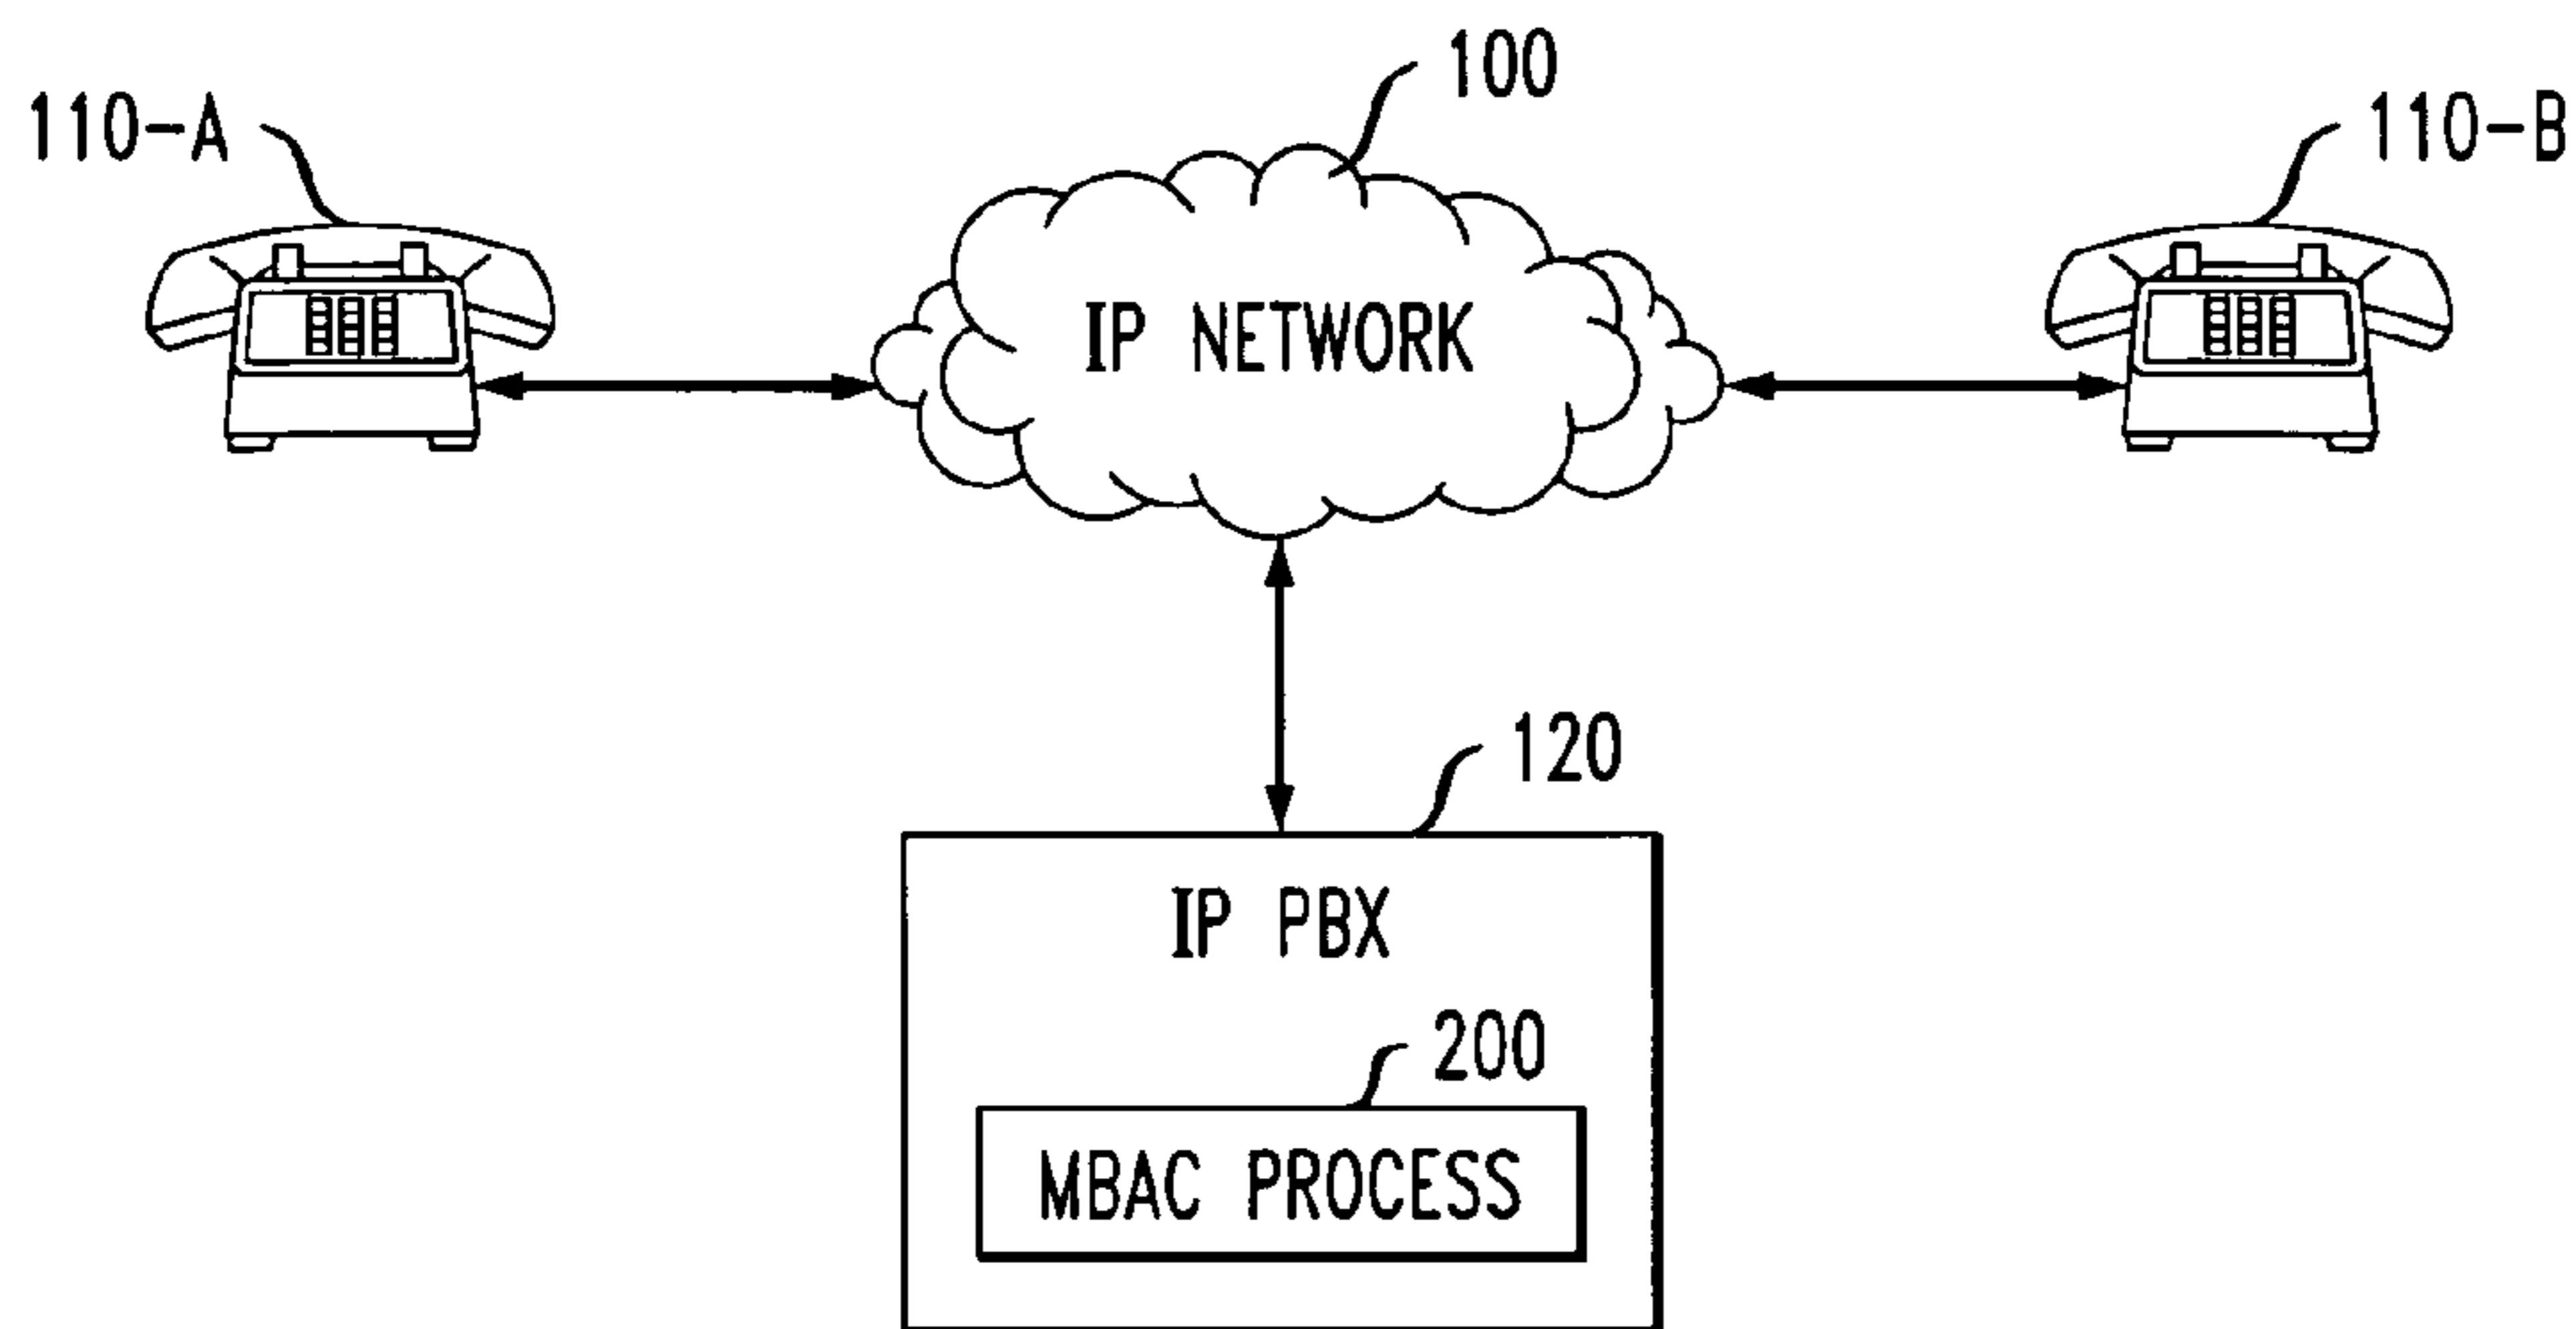 100
110-A
110-B
IP NETWORK
120
IP PBX
200
MBAC PROCESS